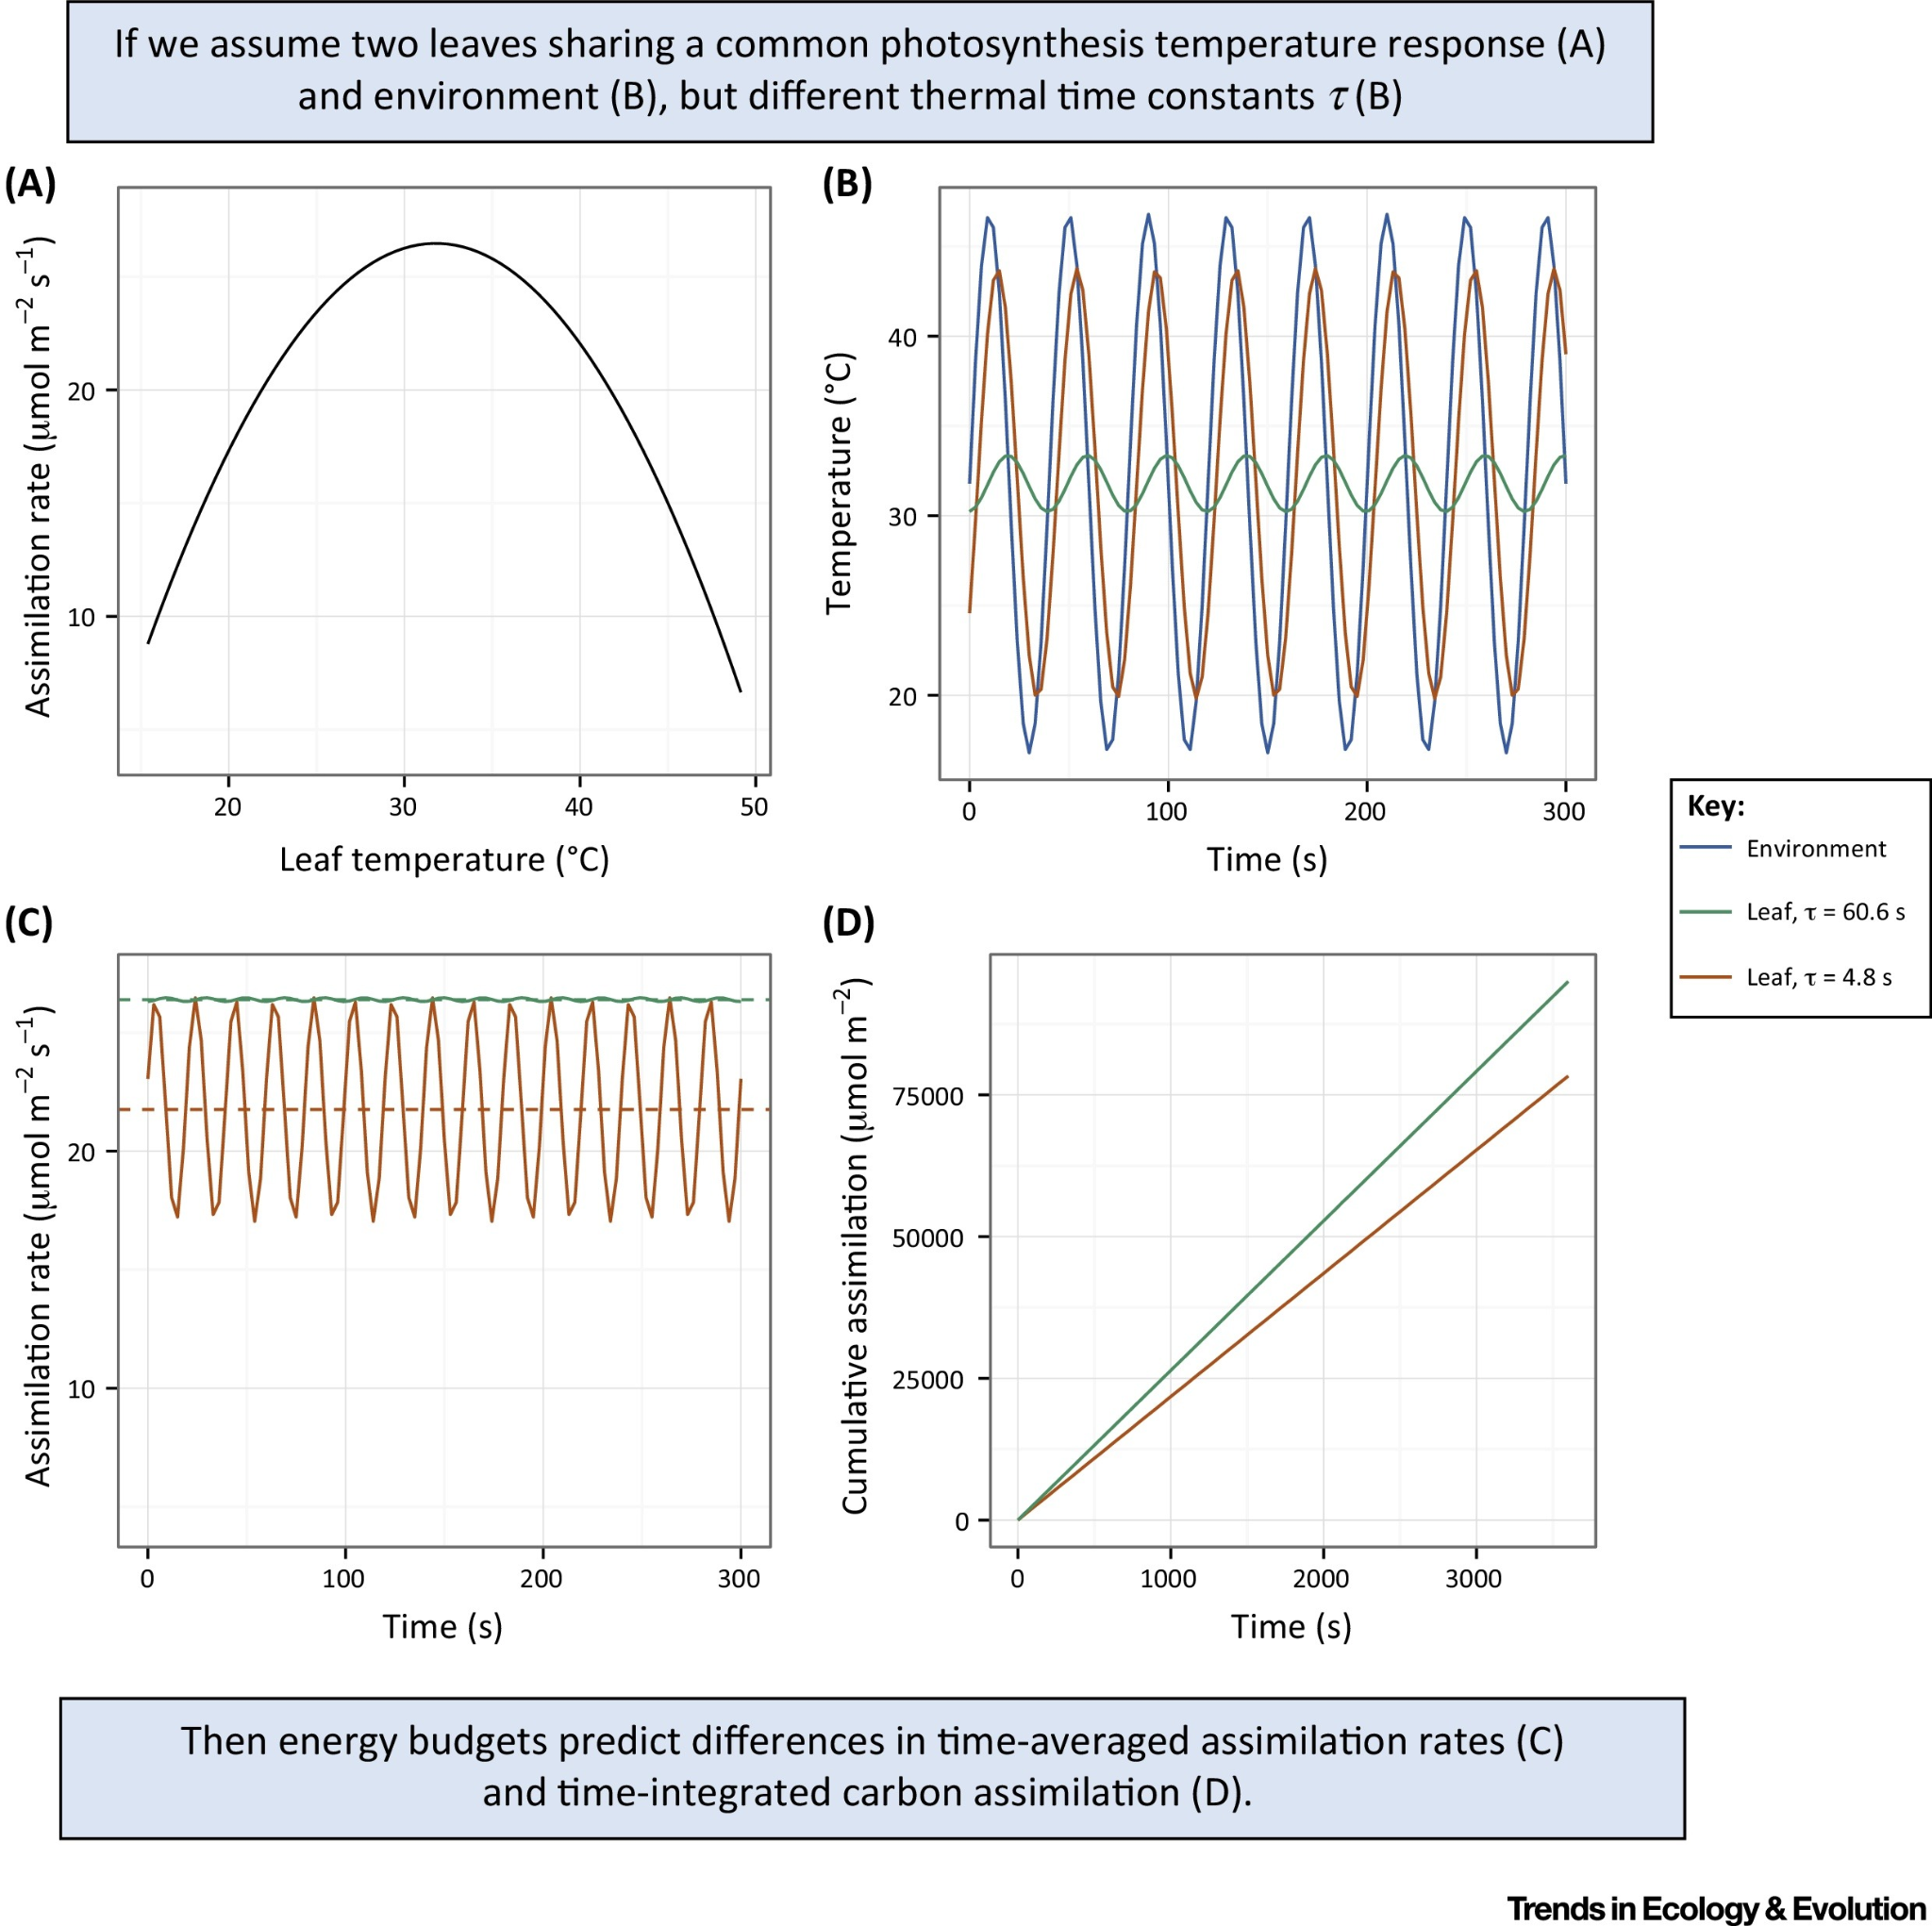 If we assume two leaves sharing a common photosynthesis temperature response (A)
and environment (B), but different thermal time constants τ (B)
(A)
Assimilation rate (µmol m⁻² s⁻¹)
20
10
20 30 40 50
Leaf temperature (°C)
(B)
Temperature (°C)
40
30
20
0 100 200 300
Time (s)
Key:
Environment
Leaf, τ = 60.6 s
Leaf, τ = 4.8 s
(C)
Assimilation rate (µmol m⁻² s⁻¹)
20
10
0 100 200 300
Time (s)
(D)
Cumulative assimilation (µmol m⁻²)
75000
50000
25000
0
0 1000 2000 3000
Time (s)
Then energy budgets predict differences in time-averaged assimilation rates (C)
and time-integrated carbon assimilation (D).
Trends in Ecology & Evolution